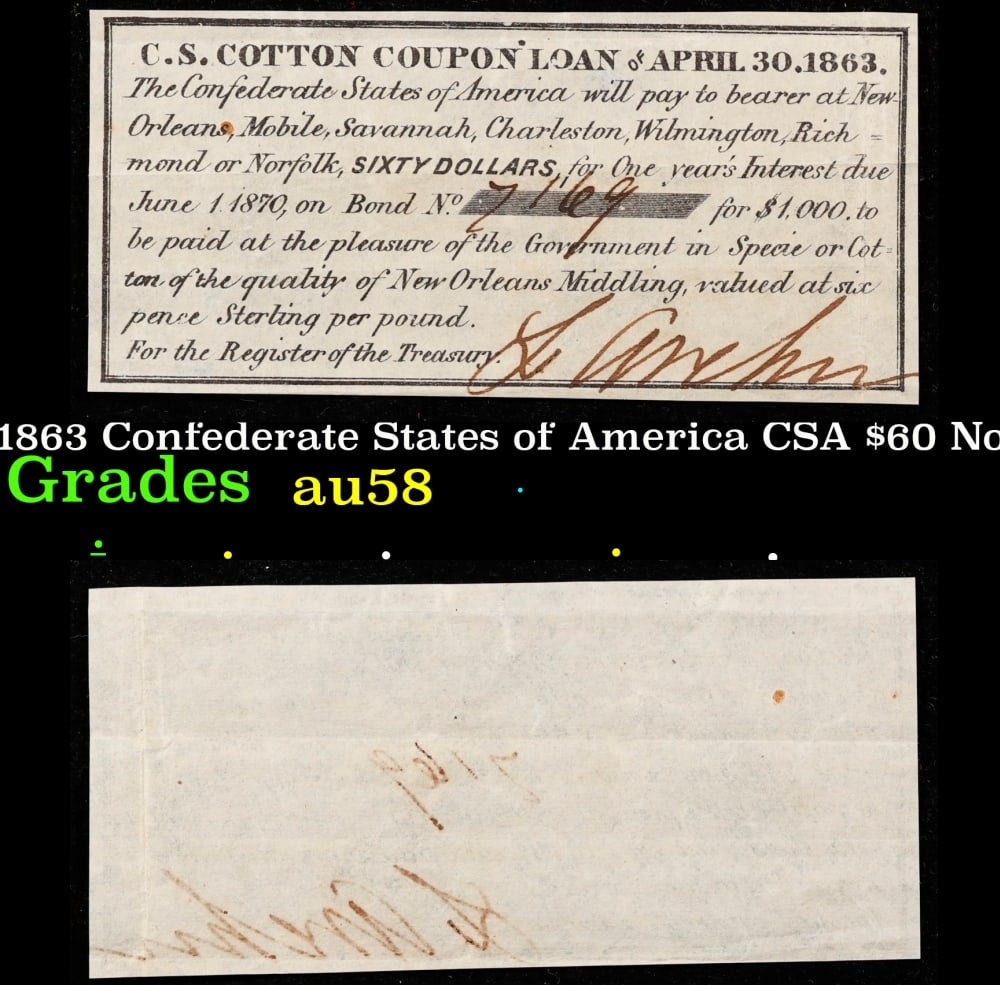 C.S. COTTON COUPON LOAN of APRIL 30.1863.
The Confederate States of America will pay to bearer at New
Orleans, Mobile, Savannah, Charleston, Wilmington, Rich =
mond or Norfolk, SIXTY DOLLARS, for One year's Interest due
June 1 1870, on Bond No. 7169 for $1,000. to
be paid at the pleasure of the Government in Specie or Cot =
ton of the quality of New Orleans Middling, valued at six
pence Sterling per pound.
For the Register of the Treasury.
1863 Confederate States of America CSA $60 No
Grades au58